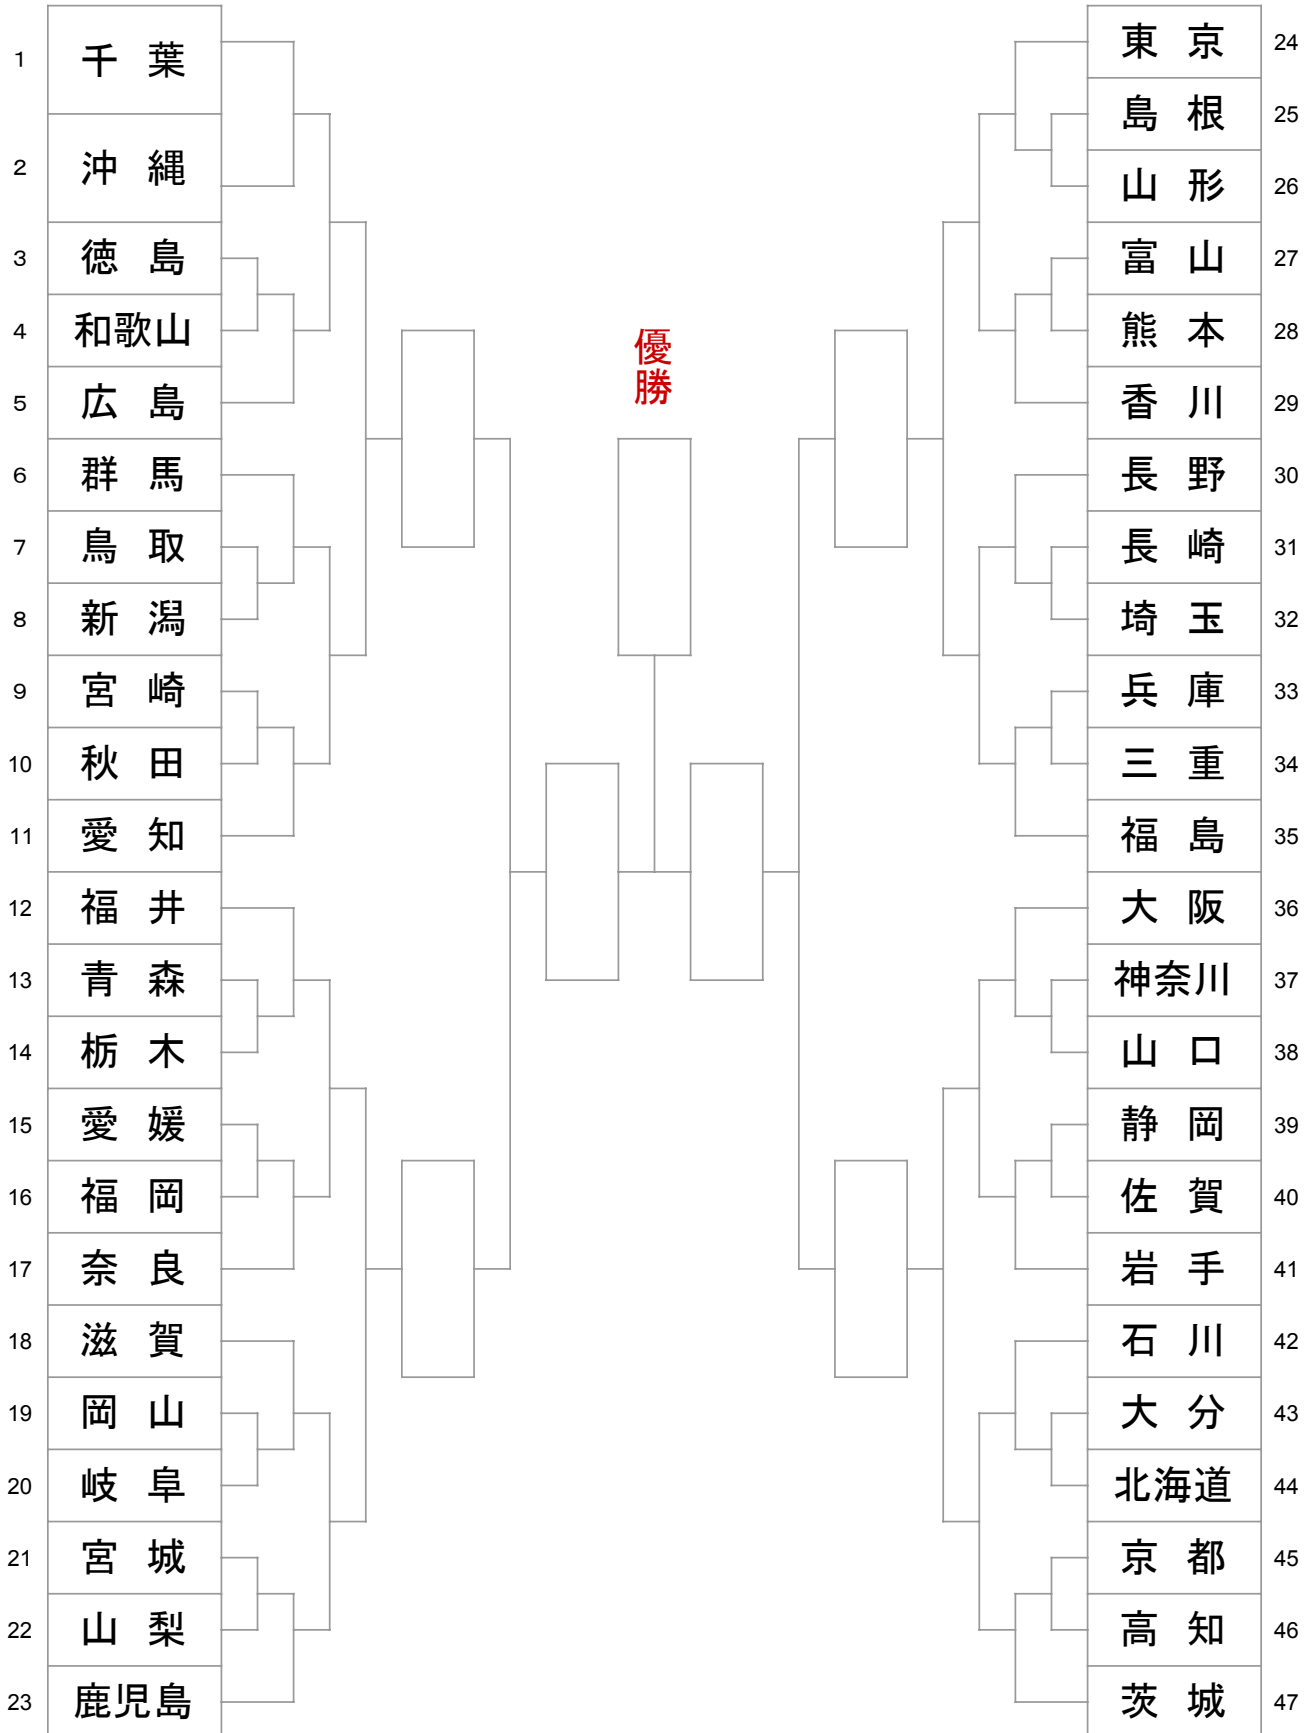 1 千葉
2 沖縄
3 徳島
4 和歌山
5 広島
6 群馬
7 鳥取
8 新潟
9 宮崎
10 秋田
11 愛知
12 福井
13 青森
14 栃木
15 愛媛
16 福岡
17 奈良
18 滋賀
19 岡山
20 岐阜
21 宮城
22 山梨
23 鹿児島
優勝
東京 24
島根 25
山形 26
富山 27
熊本 28
香川 29
長野 30
長崎 31
埼玉 32
兵庫 33
三重 34
福島 35
大阪 36
神奈川 37
山口 38
静岡 39
佐賀 40
岩手 41
石川 42
大分 43
北海道 44
京都 45
高知 46
茨城 47